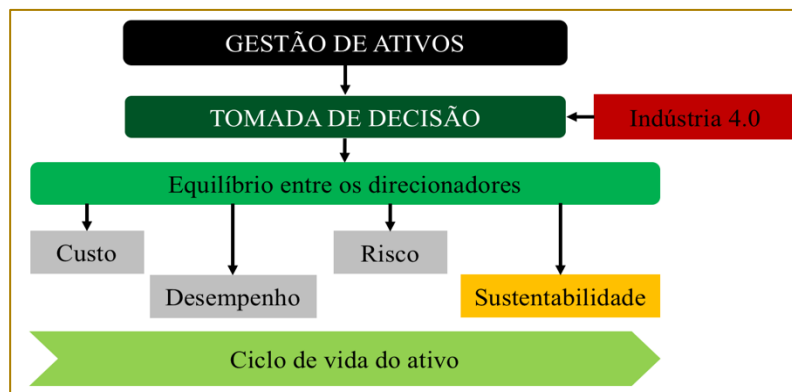 GESTÃO DE ATIVOS
TOMADA DE DECISÃO
Indústria 4.0
Equilíbrio entre os direcionadores
Custo
Risco
Desempenho
Sustentabilidade
Ciclo de vida do ativo